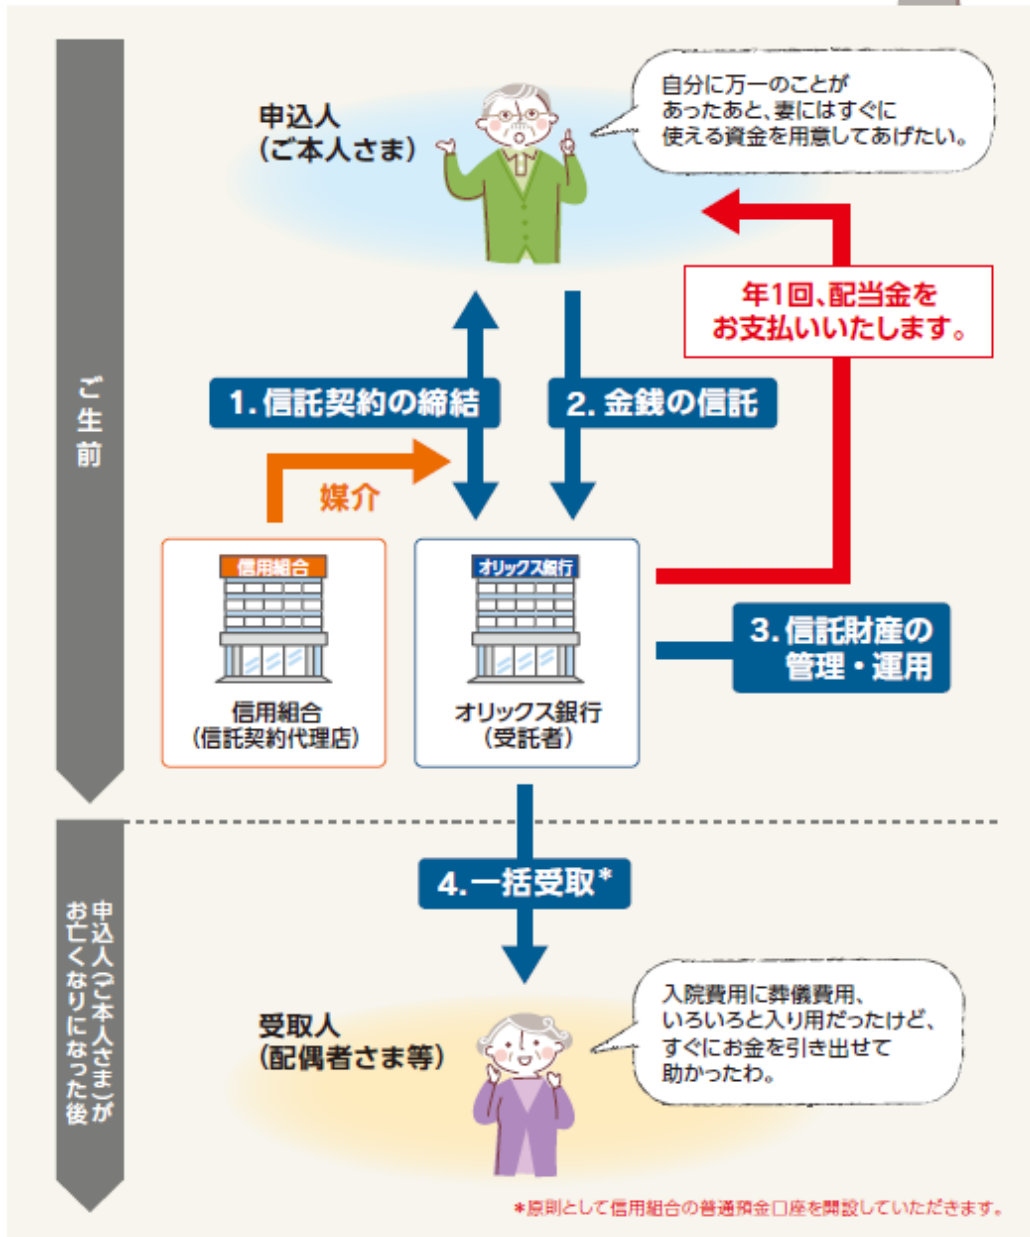 ご生前
申込人
（ご本人さま）
自分に万一のことが
あったあと、妻にはすぐに
使える資金を用意してあげたい。
年1回、配当金を
お支払いいたします。
1.信託契約の締結
2.金銭の信託
媒介
信用組合
信用組合
（信託契約代理店）
オリックス銀行
オリックス銀行
（受託者）
3.信託財産の
管理・運用
申込人（ご本人さま）が
お亡くなりになった後
4.一括受取*
受取人
（配偶者さま等）
入院費用に葬儀費用、
いろいろと入り用だったけど、
すぐにお金を引き出せて
助かったわ。
*原則として信用組合の普通預金口座を開設していただきます。